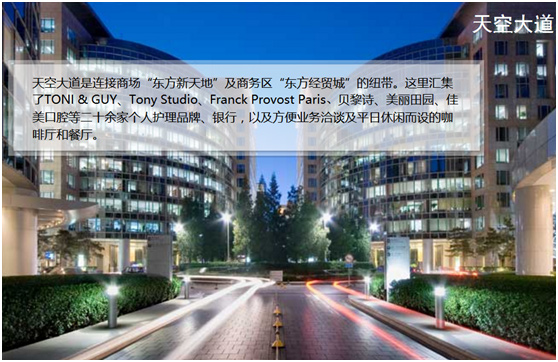 天空大道
天空大道是连接商场“东方新天地”及商务区“东方经贸城”的纽带。这里汇集
了TONI & GUY、Tony Studio、Franck Provost Paris、贝黎诗、美丽田园、佳
美口腔等二十余家个人护理品牌、银行，以及方便业务洽谈及平日休闲而设的咖
啡厅和餐厅。